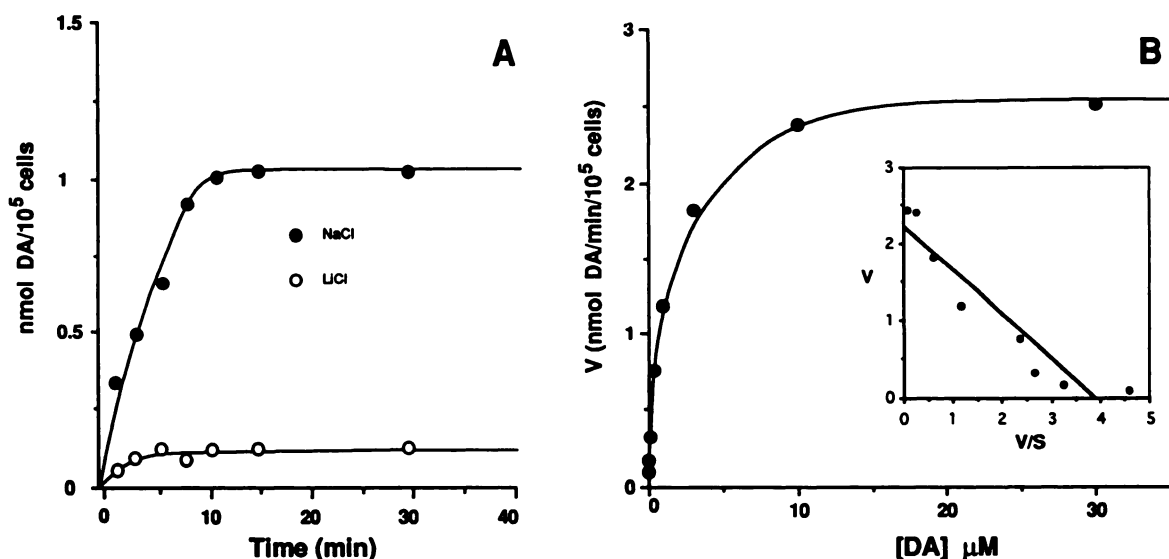 A
nmol DA/10⁵ cells
1.5
1
0.5
0
NaCl
LiCl
0 10 20 30 40
Time (min)
B
V (nmol DA/min/10⁵ cells)
3
2
1
0
0 10 20 30
[DA] μM
V
3
2
1
0
0 1 2 3 4 5
V/S